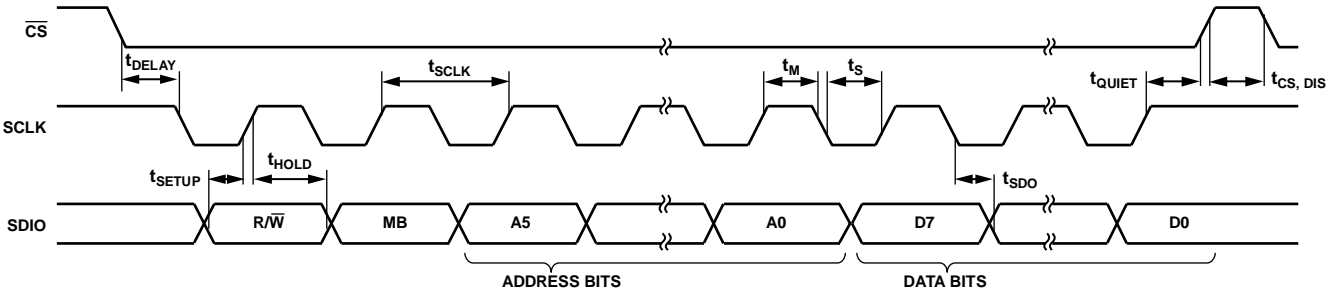 CS
tDELAY
tSCLK
tM
tS
tQUIET
tCS, DIS
SCLK
tSETUP
tHOLD
tSDO
SDIO
R/W
MB
A5
A0
D7
D0
ADDRESS BITS
DATA BITS